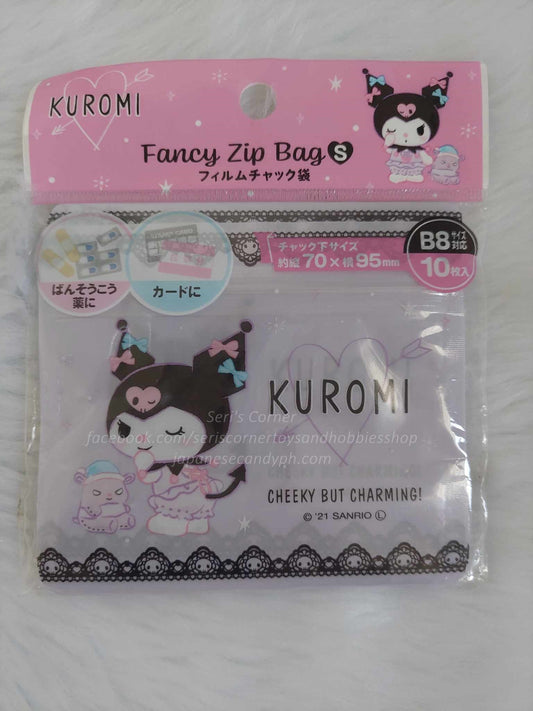 KUROMI
Fancy Zip Bag S
フィルムチャック袋
チャック下サイズ
約縦70×横95mm
B8サイズ対応
10枚入
ばんそうこう
薬に
カードに
KUROMI
Seri's Corner
facebook.com/seriscornertoysandhobbiesshop
japanesecandyph.com
CHEEKY BUT CHARMING!
CHEEKY BUT CHARMING!
© '21 SANRIO Ⓛ